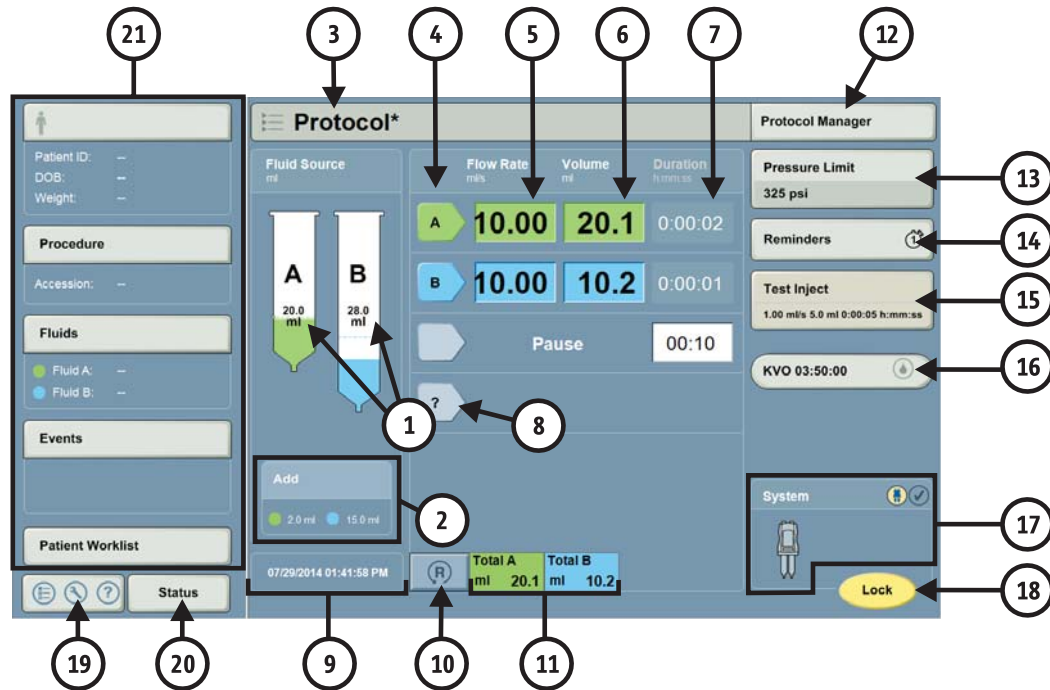 21
3
4
5
6
7
12
Protocol*
Protocol Manager
Patient ID: --
DOB: --
Weight: --
Procedure
Accession: --
Fluids
Fluid A: --
Fluid B: --
Events
Patient Worklist
Status
Fluid Source
ml
A
20.0
ml
B
28.0
ml
1
Add
2.0 ml 15.0 ml
2
07/29/2014 01:41:58 PM
Flow Rate Volume Duration
ml/s ml h:mm:ss
A 10.00 20.1 0:00:02
B 10.00 10.2 0:00:01
Pause 00:10
?
8
R
Total A Total B
ml 20.1 ml 10.2
Pressure Limit
325 psi
13
Reminders
1
14
Test Inject
1.00 ml/s 5.0 ml 0:00:05 h:mm:ss
15
KVO 03:50:00
16
System
17
Lock
18
?
19
20
9
10
11